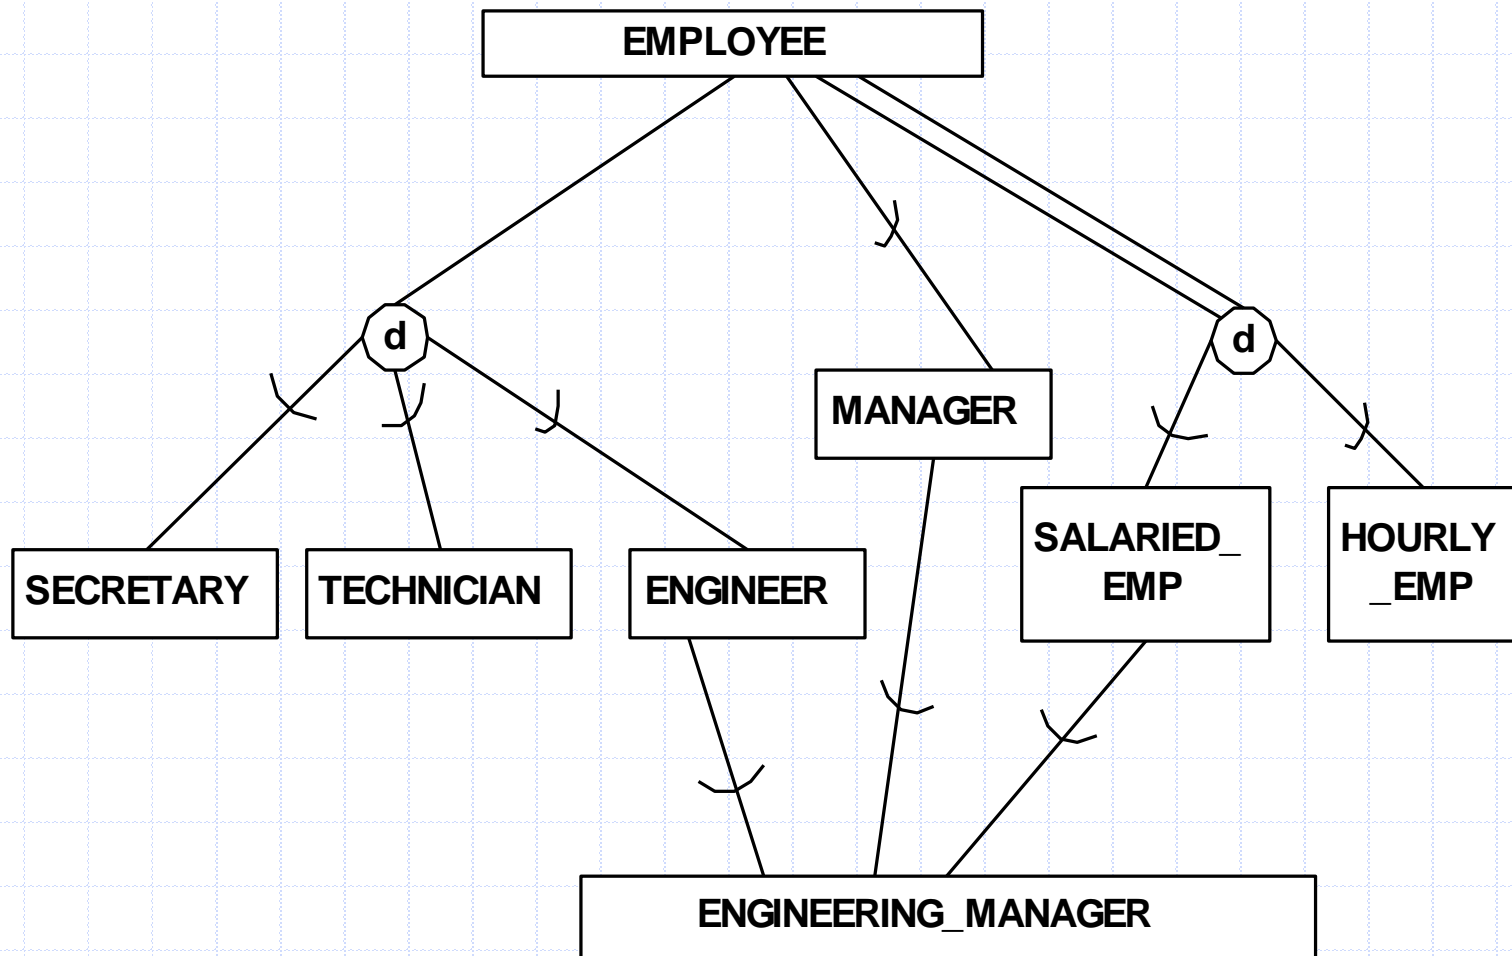 EMPLOYEE
d
d
MANAGER
SALARIED_
EMP
HOURLY
_EMP
SECRETARY
TECHNICIAN
ENGINEER
ENGINEERING_MANAGER